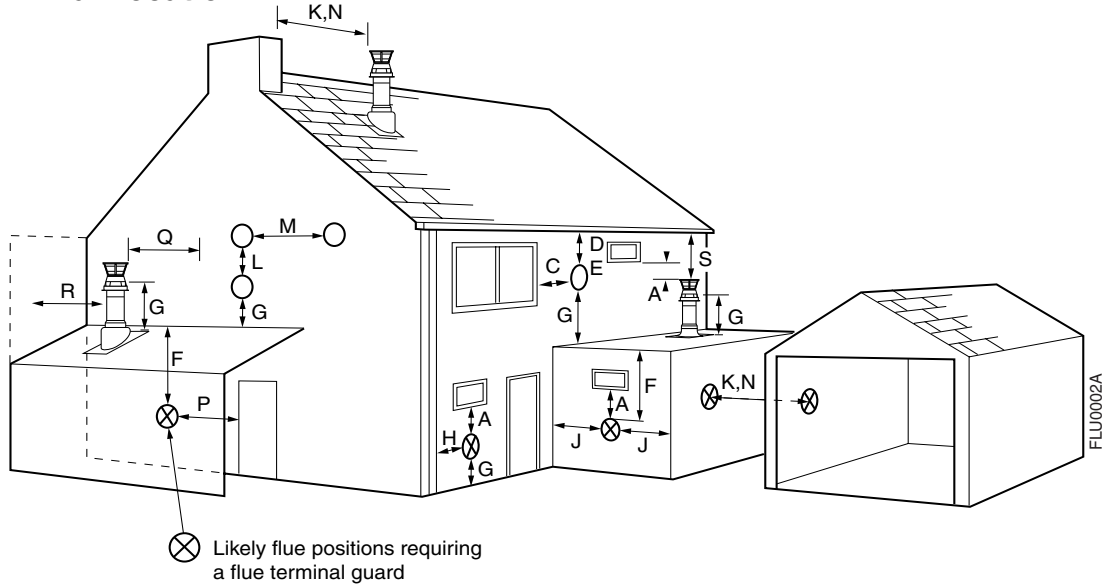 K,N
Q
M
L
R
G
G
F
P
D
E
C
S
A
G
G
F
A
H
A
G
J
J
K,N
FLU0002A
Likely flue positions requiring
a flue terminal guard